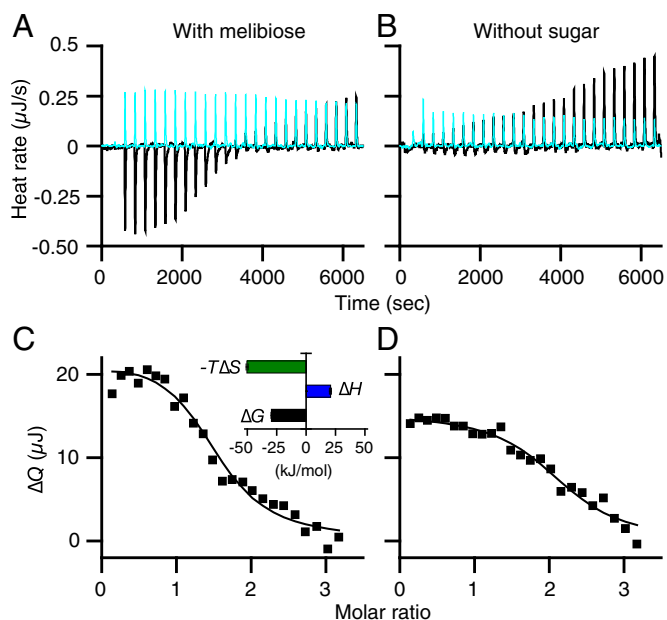 A
With melibiose
B
Without sugar
Heat rate (µJ/s)
0.5
0.25
0
-0.25
-0.50
0 2000 4000 6000
0 2000 4000 6000
Time (sec)
C
D
ΔQ (µJ)
20
10
0
-TΔS
ΔH
ΔG
-50 -25 0 25 50
(kJ/mol)
0 1 2 3
0 1 2 3
Molar ratio